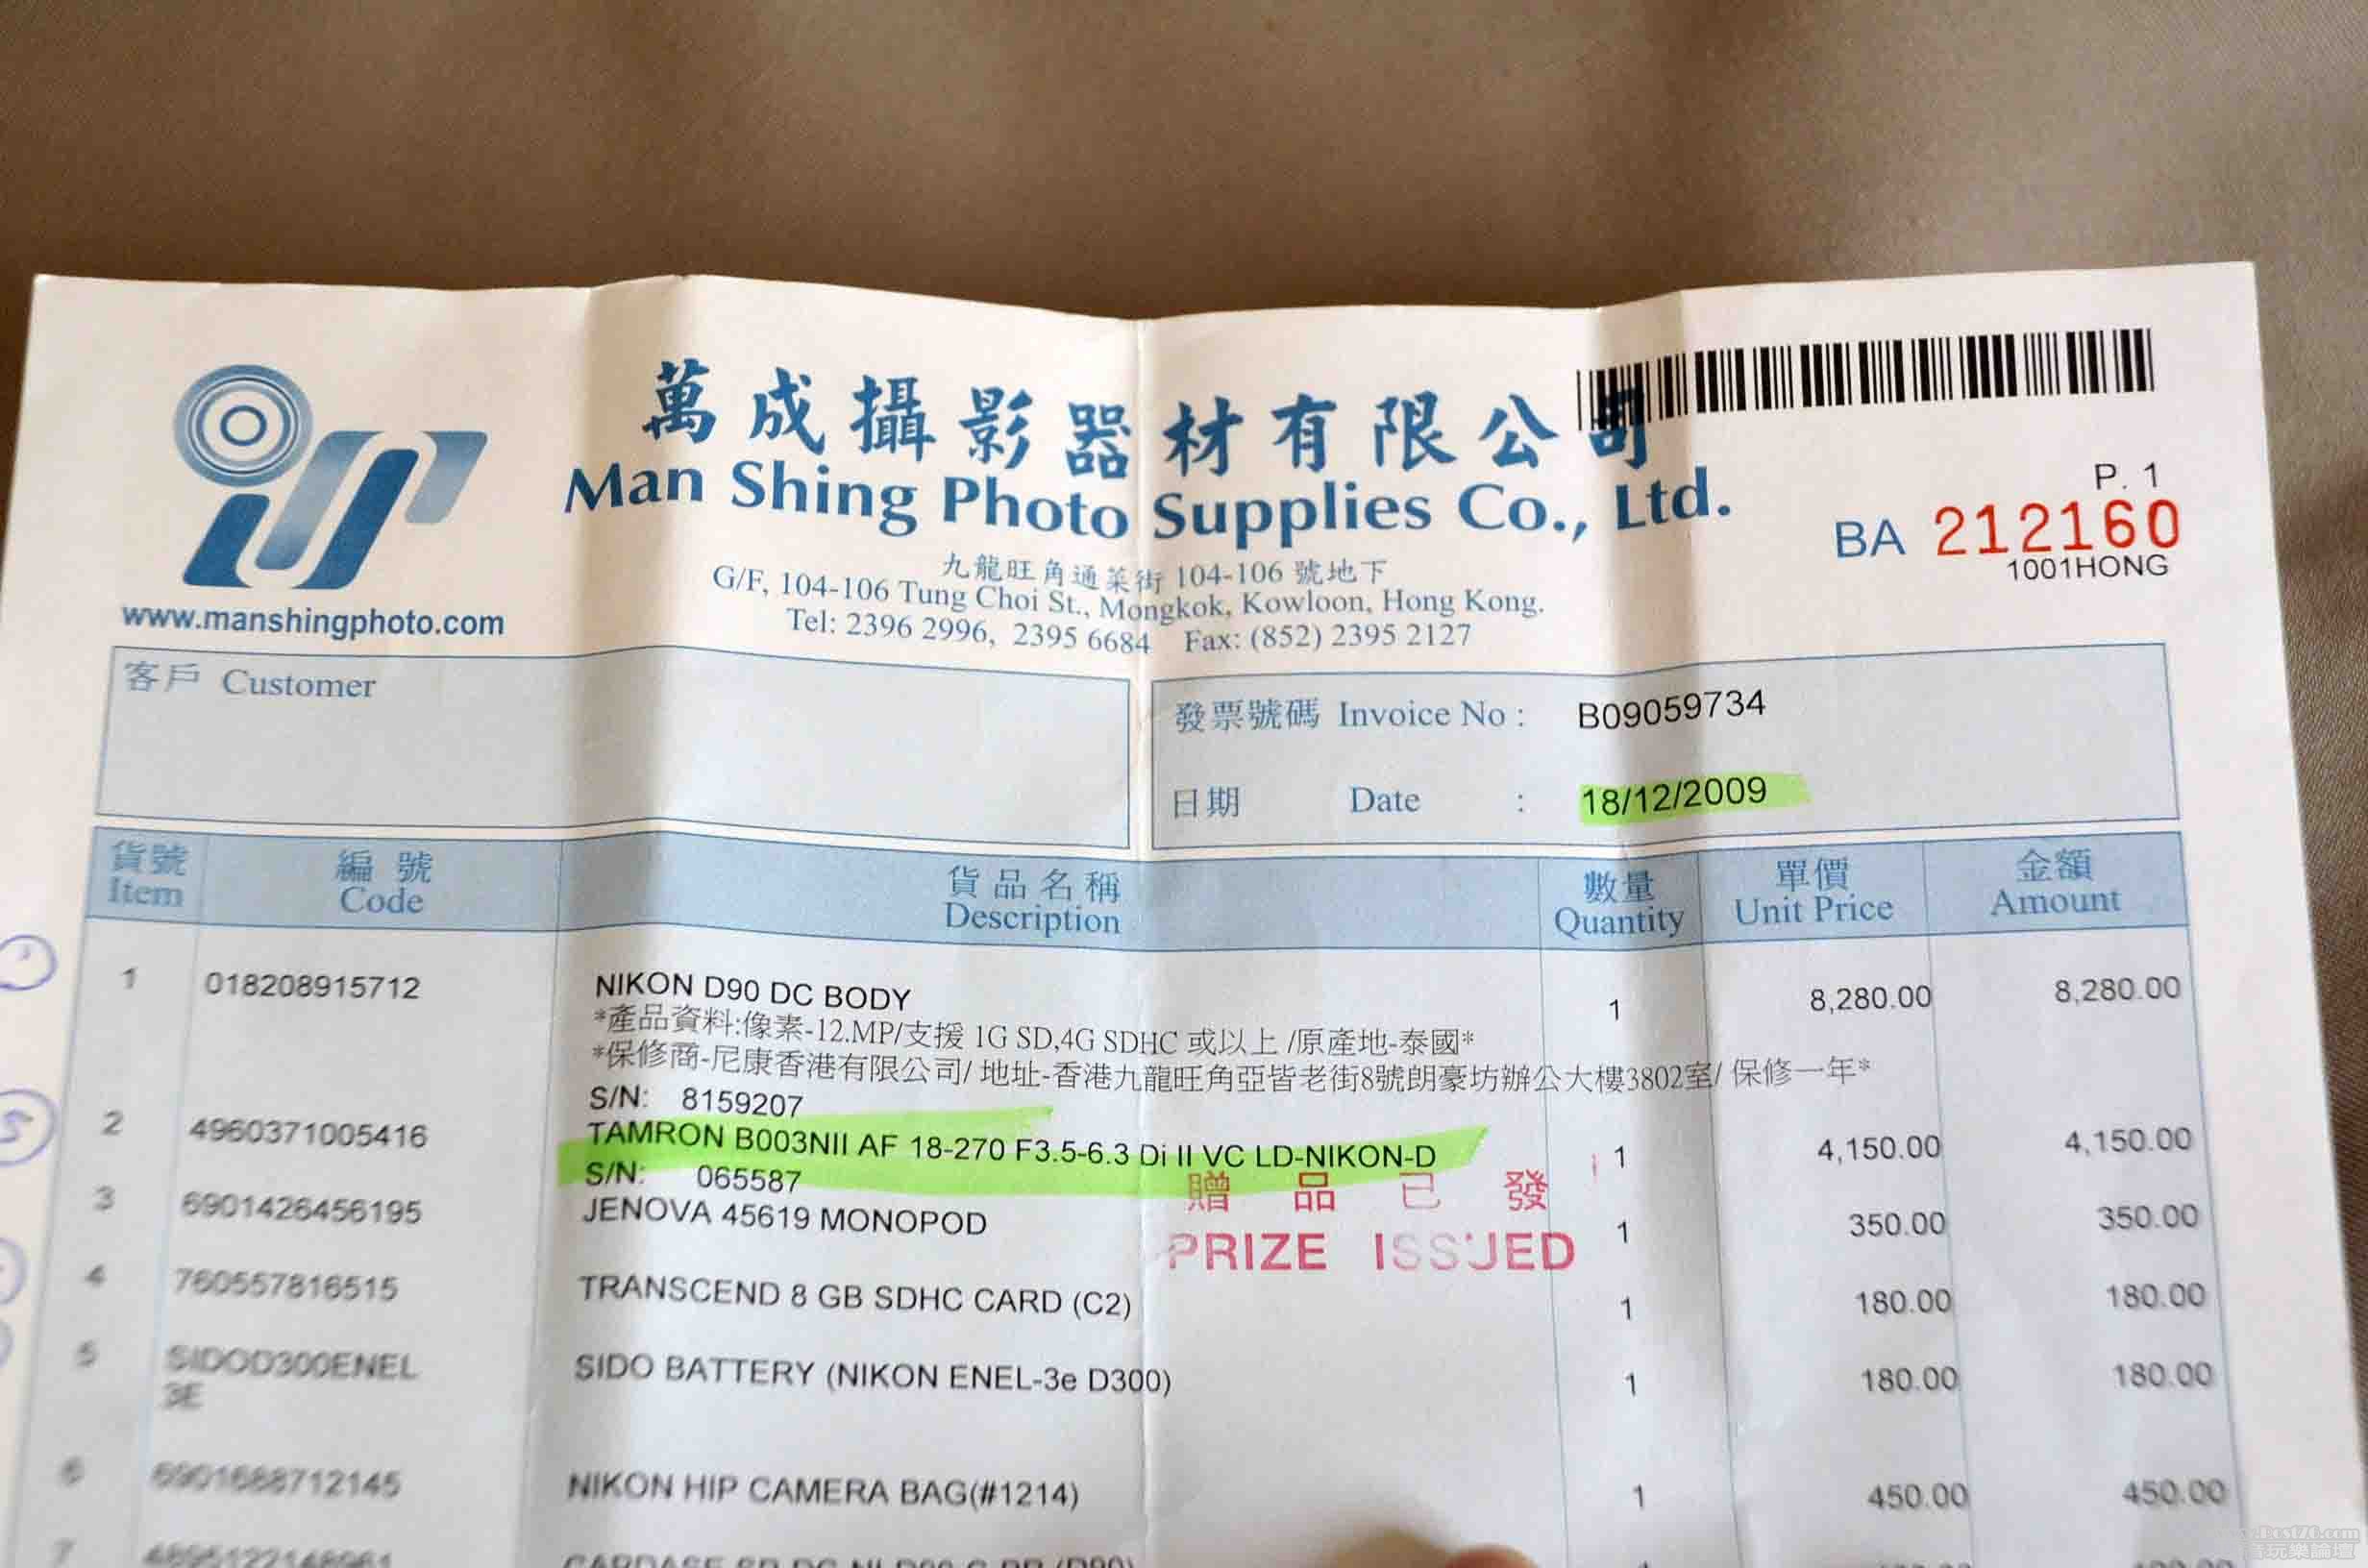 萬成攝影器材有限公司
Man Shing Photo Supplies Co., Ltd.
P. 1
BA 212160
1001HONG
九龍旺角通菜街 104-106 號地下
G/F, 104-106 Tung Choi St., Mongkok, Kowloon, Hong Kong.
Tel: 2396 2996, 2395 6684 Fax: (852) 2395 2127
www.manshingphoto.com
客戶 Customer
發票號碼 Invoice No : B09059734
日期 Date : 18/12/2009
貨號 編號 貨品名稱 數量 單價 金額
Item Code Description Quantity Unit Price Amount
1 018208915712 NIKON D90 DC BODY 1 8,280.00 8,280.00
*產品資料:像素-12.MP/支援 1G SD,4G SDHC 或以上 /原產地-泰國*
*保修商-尼康香港有限公司/ 地址-香港九龍旺角亞皆老街8號朗豪坊辦公大樓3802室/ 保修一年*
S/N: 8159207
2 4960371005416 TAMRON B003NII AF 18-270 F3.5-6.3 Di II VC LD-NIKON-D 1 4,150.00 4,150.00
S/N: 065587
贈品已發
3 6901426456195 JENOVA 45619 MONOPOD 1 350.00 350.00
PRIZE ISSUED
4 760557816515 TRANSCEND 8 GB SDHC CARD (C2) 1 180.00 180.00
5 SIDOD300ENEL SIDO BATTERY (NIKON ENEL-3e D300) 1 180.00 180.00
3E
6 6901688712145 NIKON HIP CAMERA BAG(#1214) 1 450.00 450.00
7